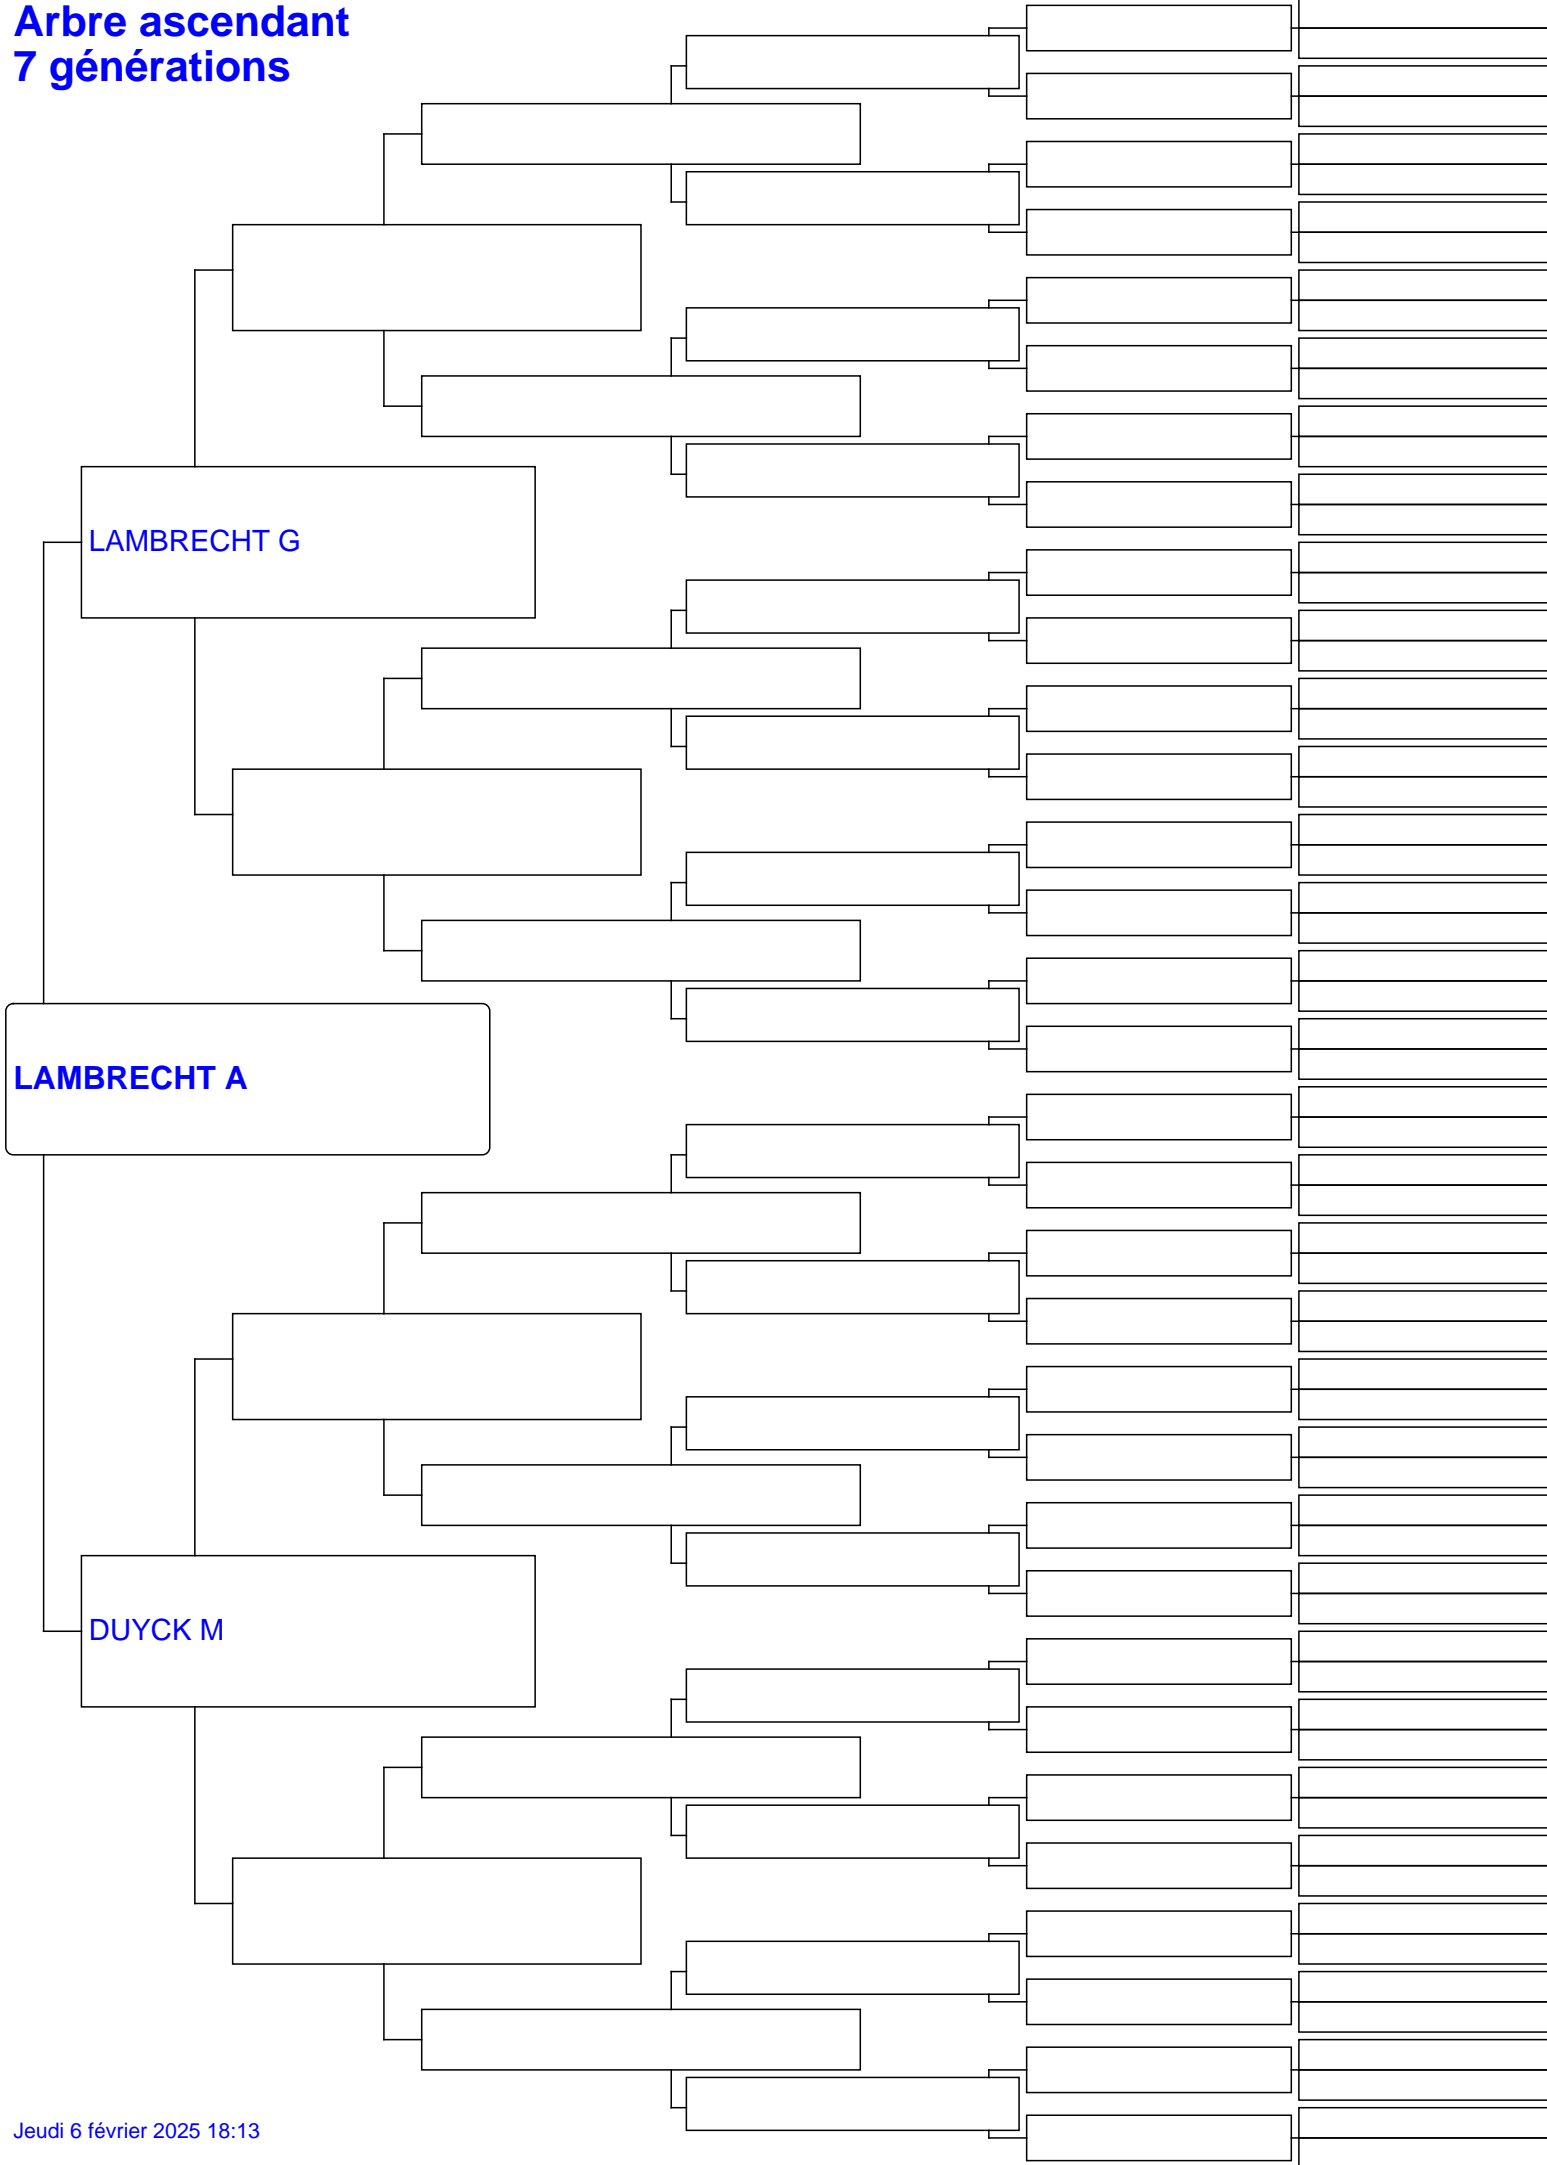 Arbre ascendant
7 générations
LAMBRECHT G
LAMBRECHT A
DUYCK M
Jeudi 6 février 2025 18:13